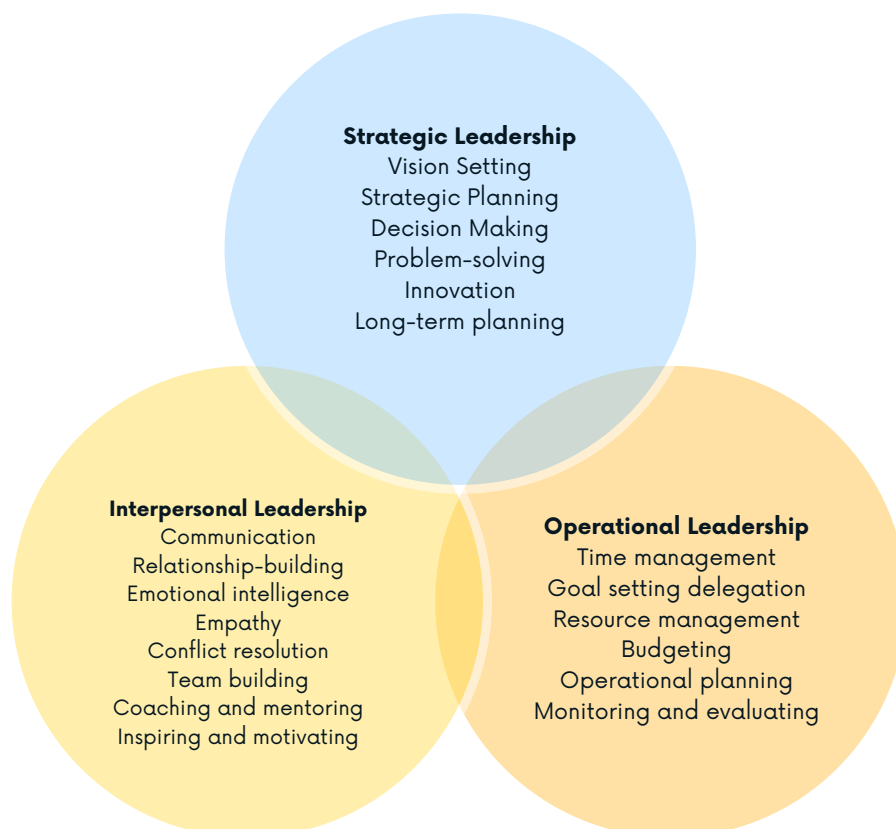 Strategic Leadership
Vision Setting
Strategic Planning
Decision Making
Problem-solving
Innovation
Long-term planning
Interpersonal Leadership
Communication
Relationship-building
Emotional intelligence
Empathy
Conflict resolution
Team building
Coaching and mentoring
Inspiring and motivating
Operational Leadership
Time management
Goal setting delegation
Resource management
Budgeting
Operational planning
Monitoring and evaluating